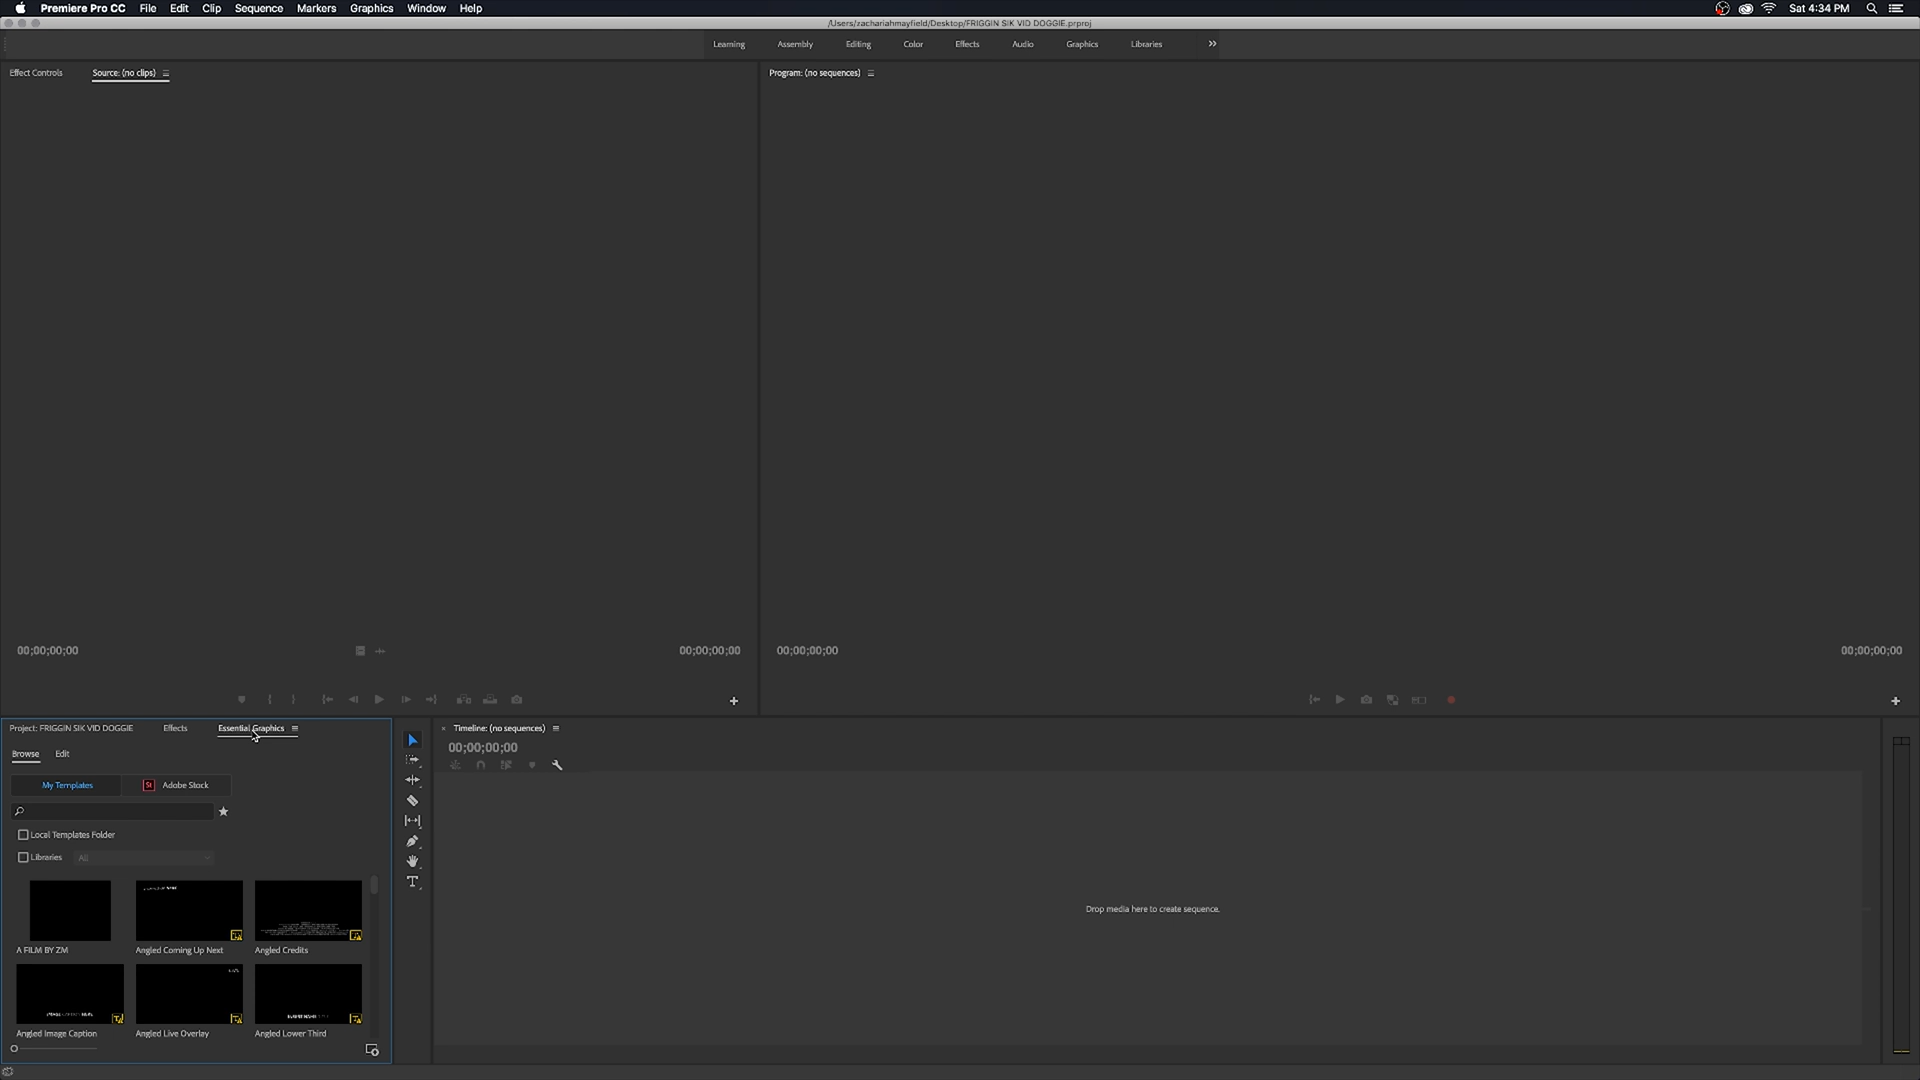 Premiere Pro CC File Edit Clip Sequence Markers Graphics Window Help Sat 4:34 PM
/Users/zachariahmayfield/Desktop/FRIGGIN SIK VID DOGGIE.prproj
Learning Assembly Editing Color Effects Audio Graphics Libraries
Effect Controls Source: (no clips) Program: (no sequences)
00;00;00;00 00;00;00;00 00;00;00;00 00;00;00;00
Project: FRIGGIN SIK VID DOGGIE Effects Essential Graphics Timeline: (no sequences)
00;00;00;00
Browse Edit
My Templates St Adobe Stock
Local Templates Folder
Libraries All
Drop media here to create sequence.
A FILM BY ZM Angled Coming Up Next Angled Credits
Angled Image Caption Angled Live Overlay Angled Lower Third